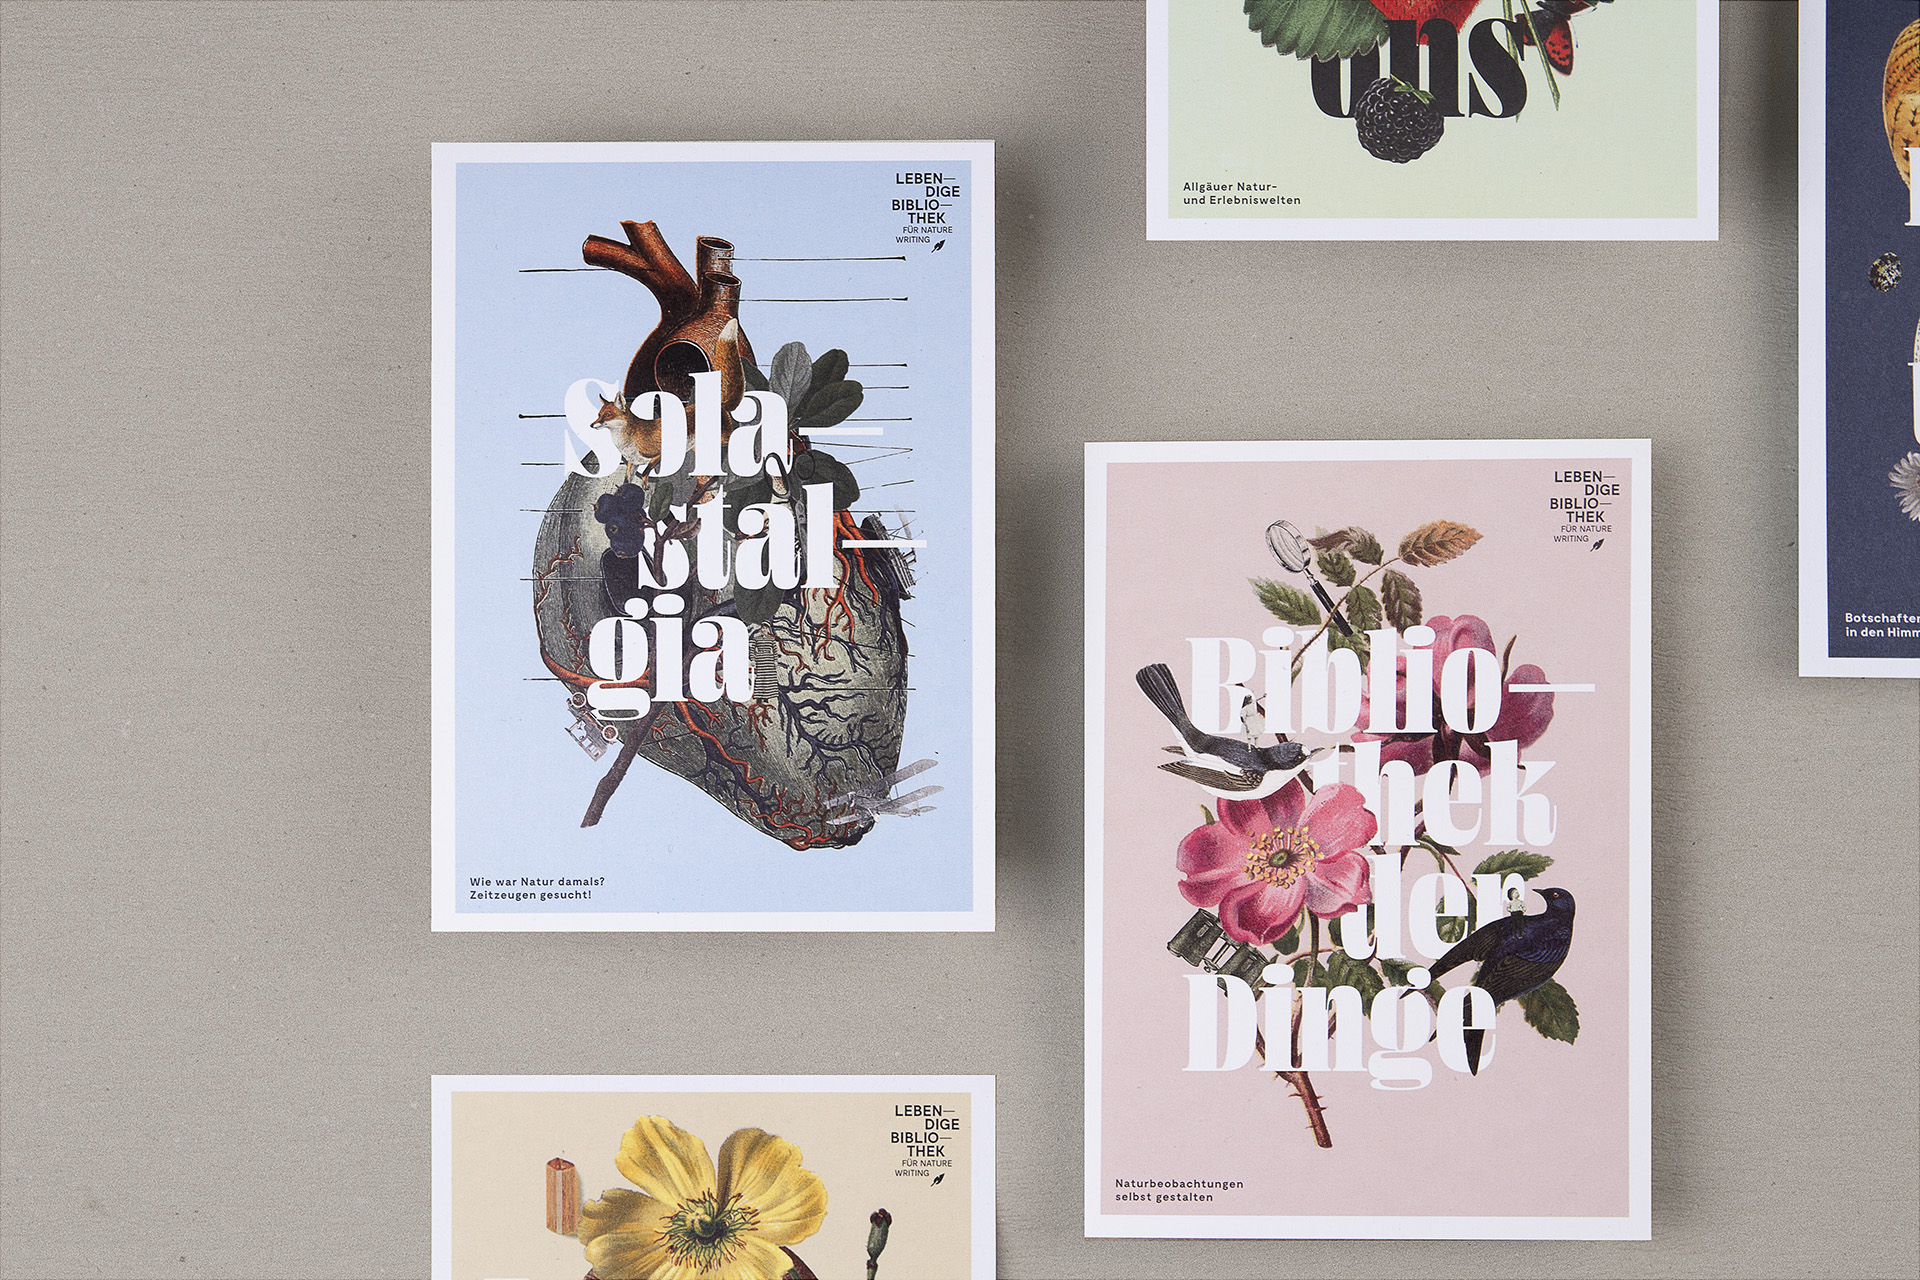 ons
Allgäuer Natur-
und Erlebniswelten
LEBEN—
DIGE
BIBLIO—
THEK
FÜR NATURE
WRITING
Sola—
stal—
gia
Wie war Natur damals?
Zeitzeugen gesucht!
LEBEN—
DIGE
BIBLIO—
THEK
FÜR NATURE
WRITING
Biblio—
thek
der
Dinge
Naturbeobachtungen
selbst gestalten
in den
LEBEN—
DIGE
BIBLIO—
THEK
FÜR NATURE
WRITING